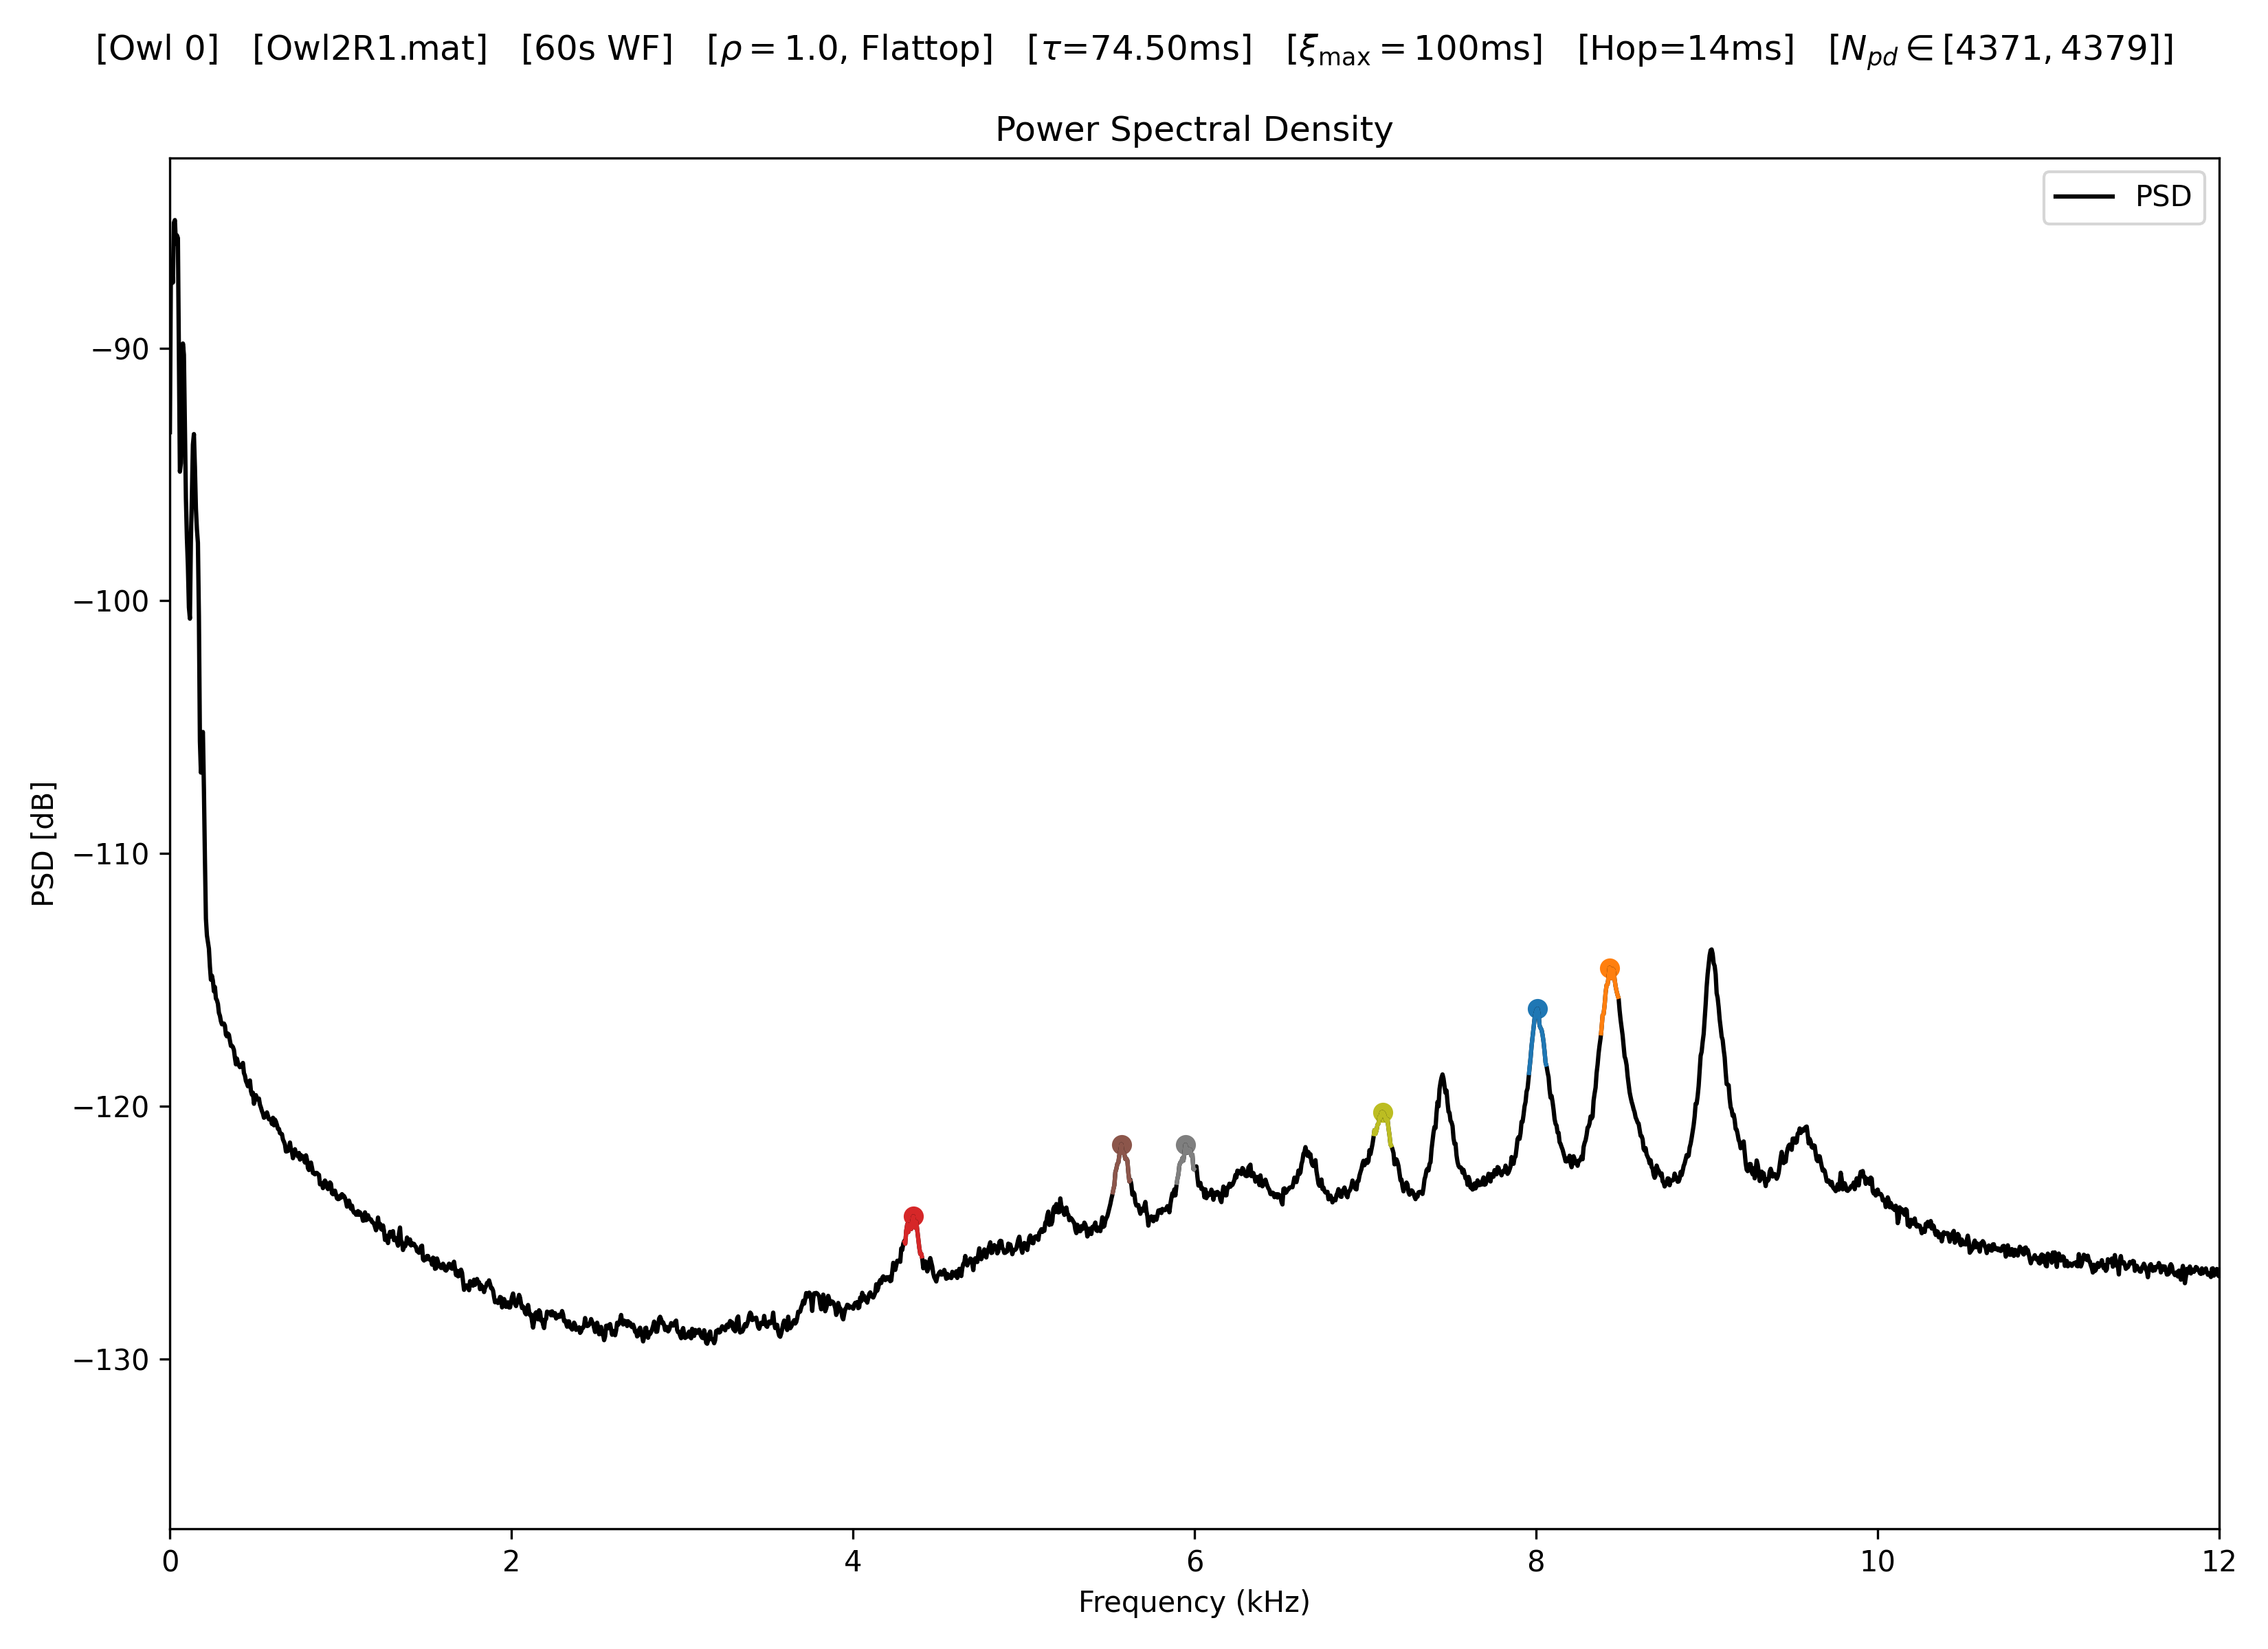 [Owl 0] [Owl2R1.mat] [60s WF] [ρ = 1.0, Flattop] [τ=74.50ms] [ξmax = 100ms] [Hop=14ms] [Npd ∈ [4371, 4379]]
Power Spectral Density
PSD
−90
−100
−110
−120
−130
PSD [dB]
0 2 4 6 8 10 12
Frequency (kHz)